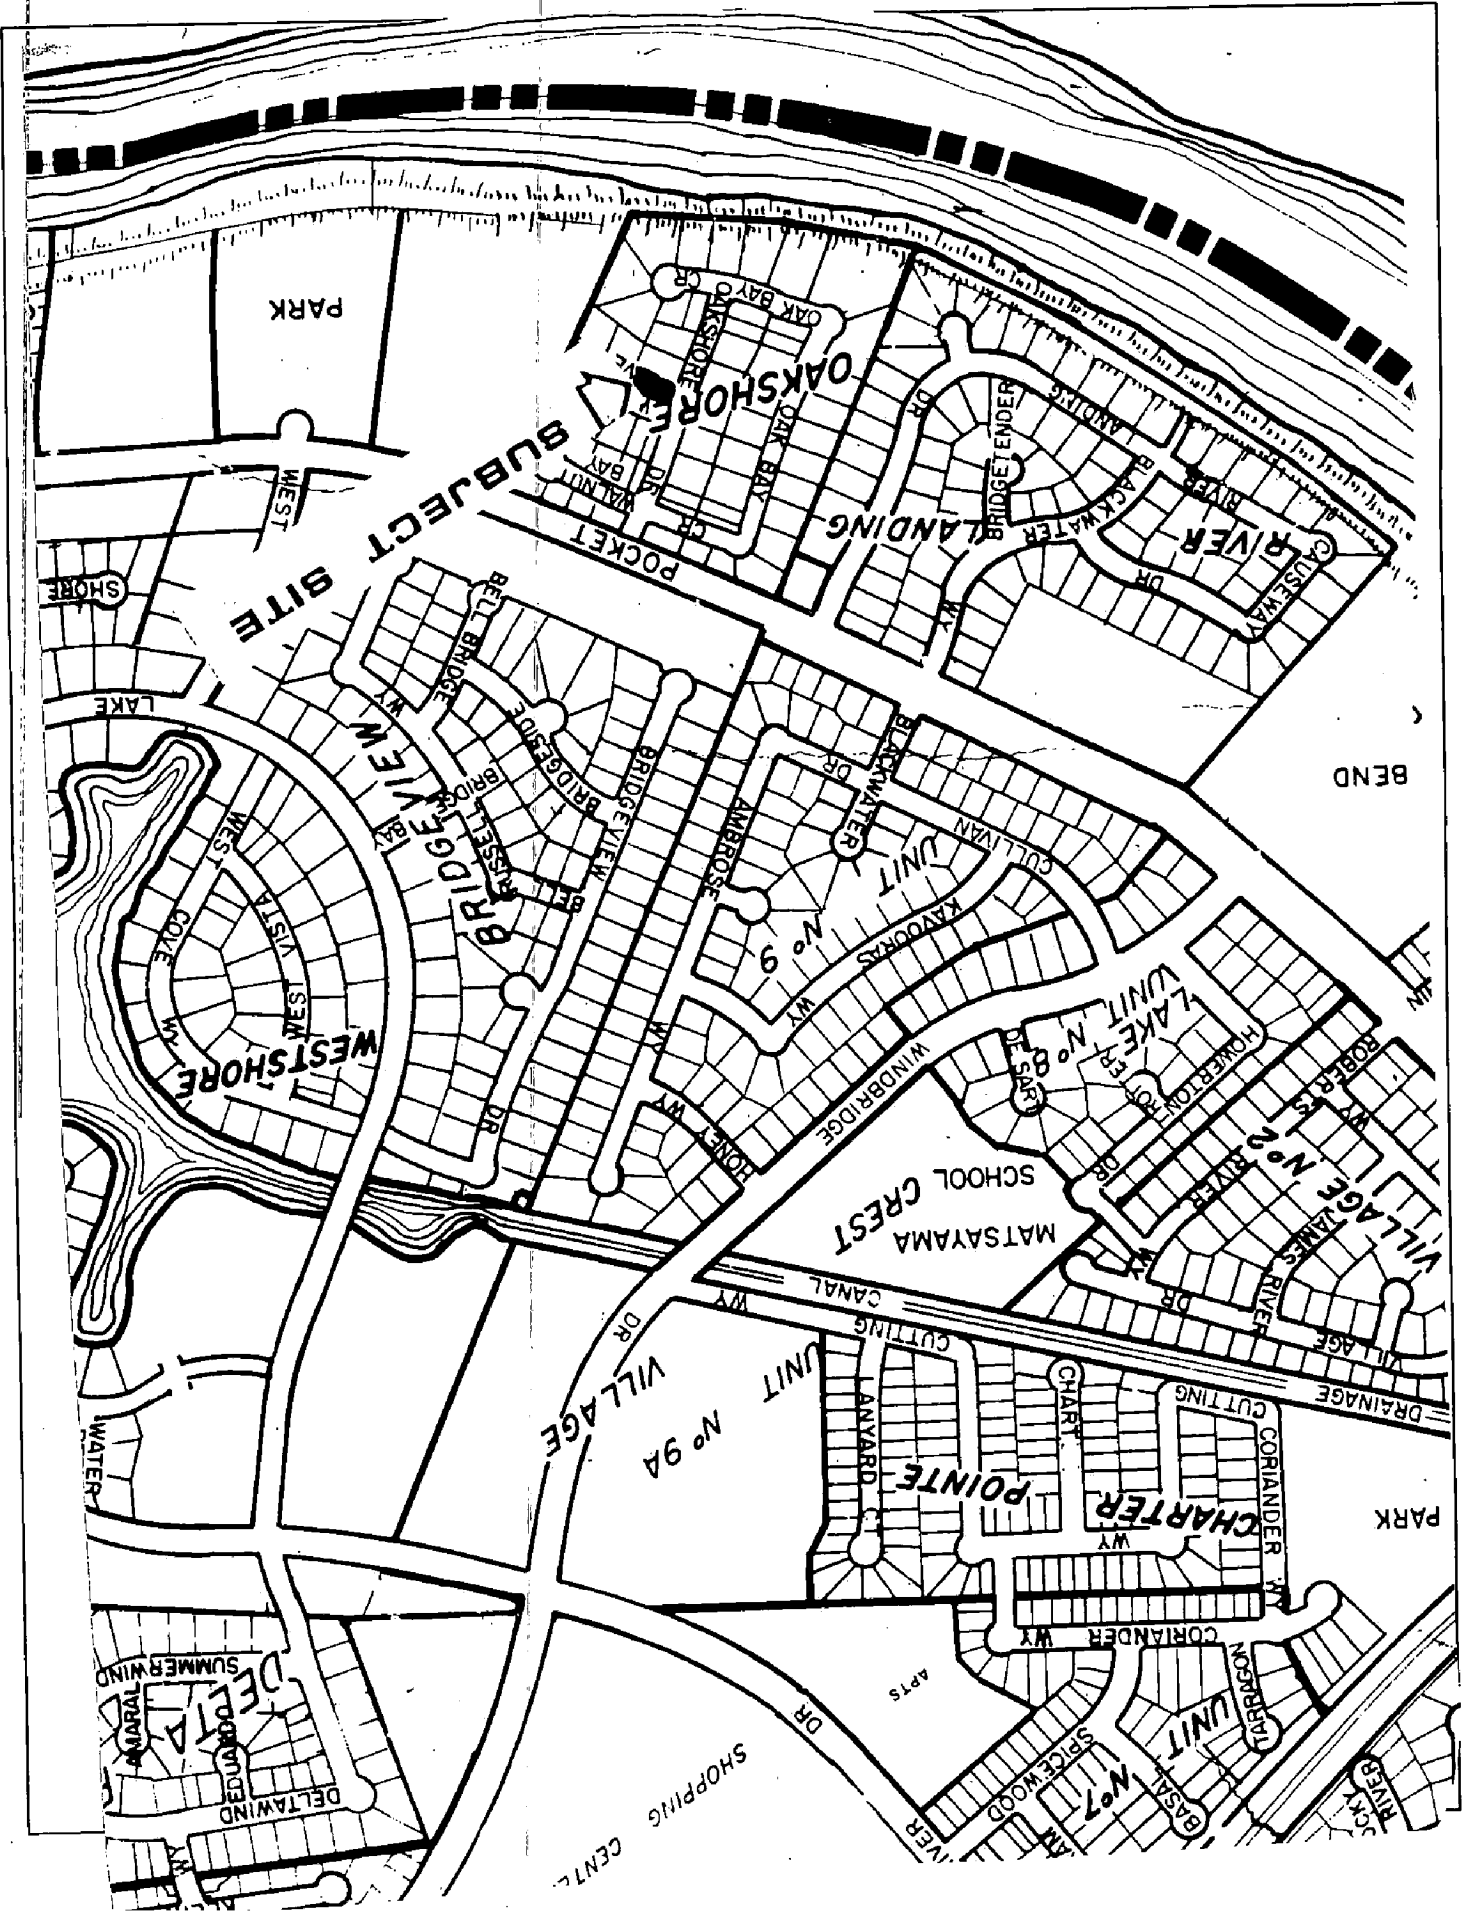 PARK
CR
OAK BAY
OAKSHORE
OAKSHORE
OAK BAY
DR
WALNUT BAY
CR
POCKET
SUBJECT SITE
WEST
SHORE
LAKE
DR
BRIDGETENDER
LANDING
RIVER
BLACKWATER
WY
DR
CAUSEWAY
RIVER
LANDING
BEND
BELL BRIDGE
WY
BRIDGESIDE
BRIDGE
RUSSELL
BRIDGEVIEW
BRIDGEVIEW
DR
BAY
WEST
VISTA
WEST
COVE
WY
WESTSHORE
AMBROSE
WY
DR
BLACKWATER
CULLIVAN
KAVOORAS
WY
UNIT
Nº 9
HONEY
WY
WINDBRIDGE
DR
LAKE
UNIT
Nº 8
HOWERTON
DR
ROBERTS
WY
RIVER
WY
Nº 2
VILLAGE
JAMES RIVER
DR
VILLAGE
MATSAYAMA
SCHOOL
CREST
DRAINAGE
CANAL
CUTTING
WY
UNIT
Nº 9A
VILLAGE
LANYARD
CT
CHART
CUTTING
CORIANDER WY
CHARTER
POINTE
WY
PARK
CORIANDER
WY
TARRAGON
UNIT
Nº 7
BASAL
SPICEWOOD
APTS
DR
SHOPPING
WATER
SUMMERWIND
DELTA
AMARAL
EDUARDO
DELTAWIND
WY
RIVER